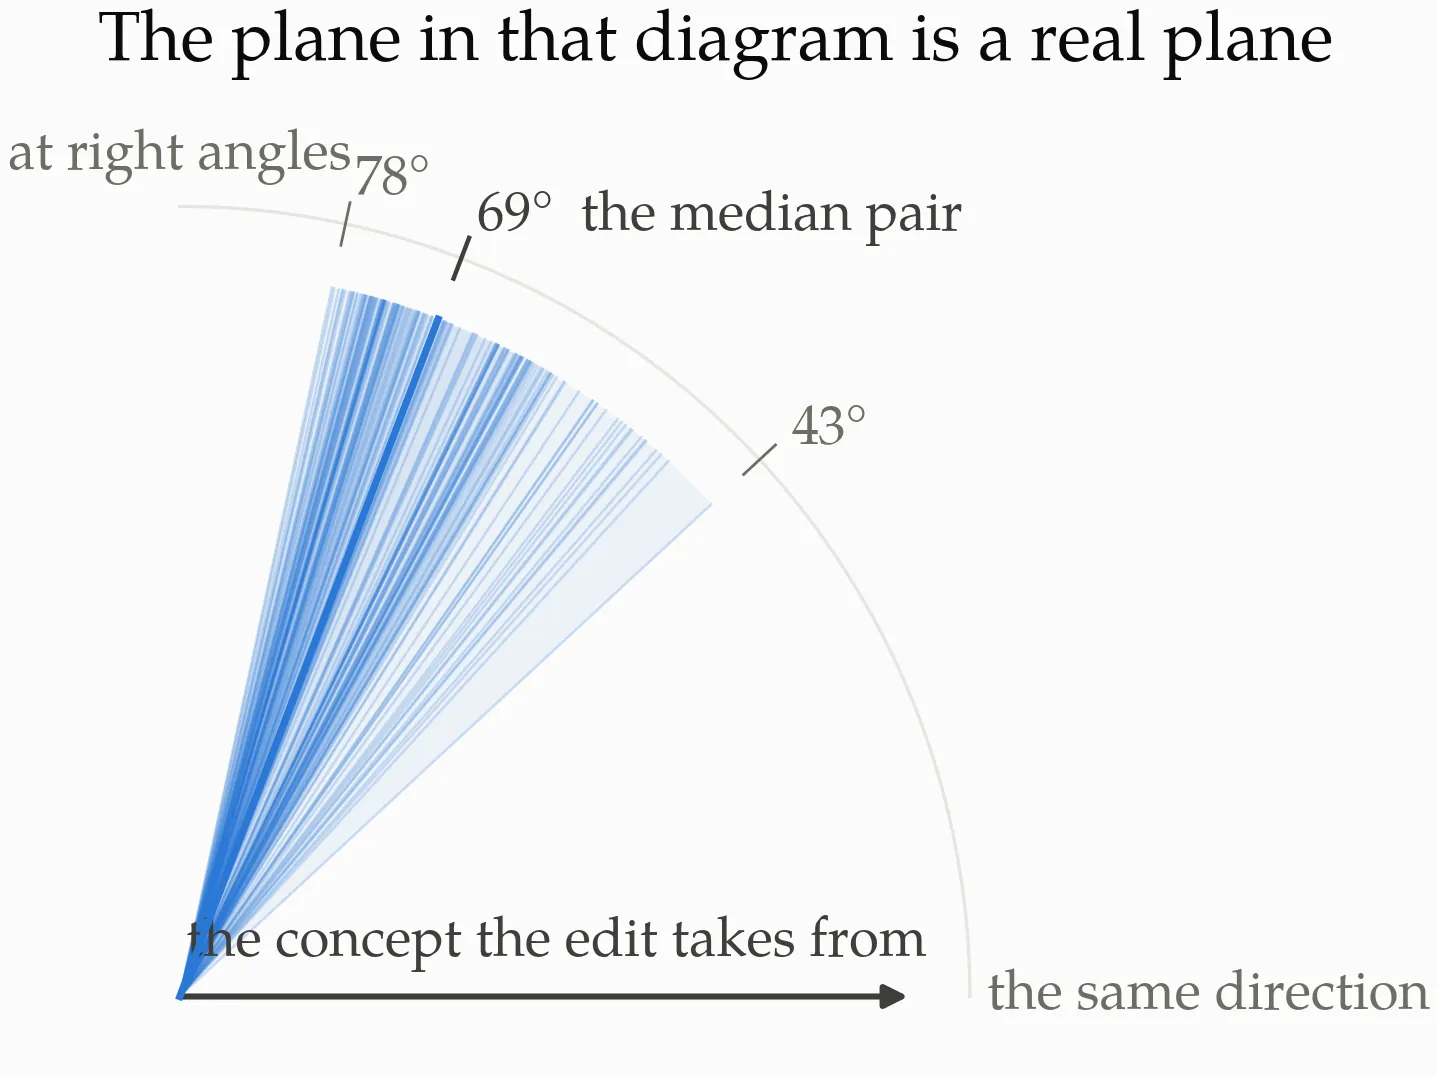 The plane in that diagram is a real plane
at right angles
78°
69° the median pair
43°
the concept the edit takes from
the same direction